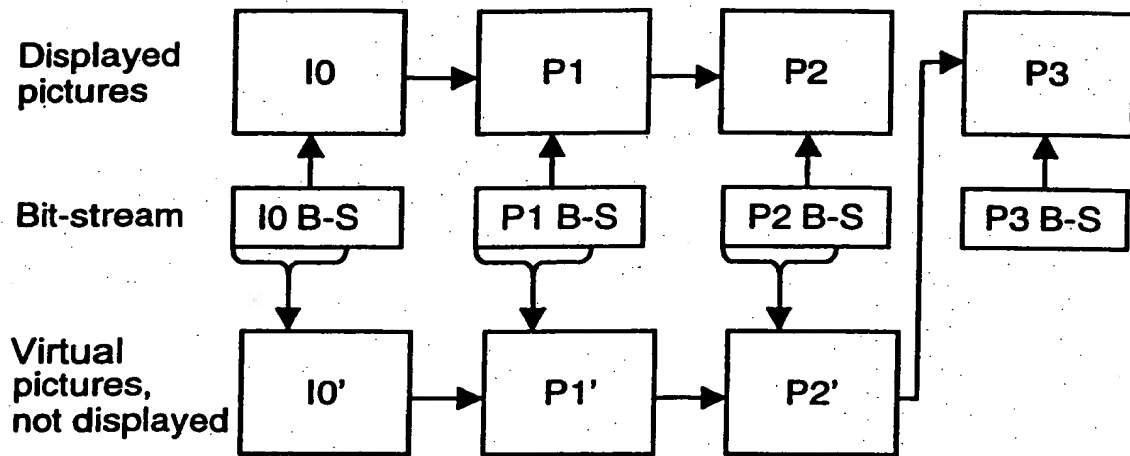 Displayed
pictures
I0
P1
P2
P3
Bit-stream
I0 B-S
P1 B-S
P2 B-S
P3 B-S
Virtual
pictures,
not displayed
I0'
P1'
P2'